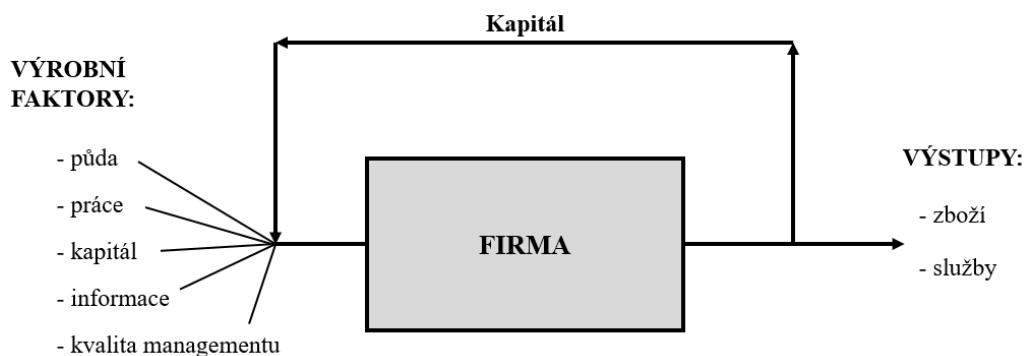 Kapitál
VÝROBNÍ
FAKTORY:
- půda
- práce
- kapitál
- informace
- kvalita managementu
FIRMA
VÝSTUPY:
- zboží
- služby